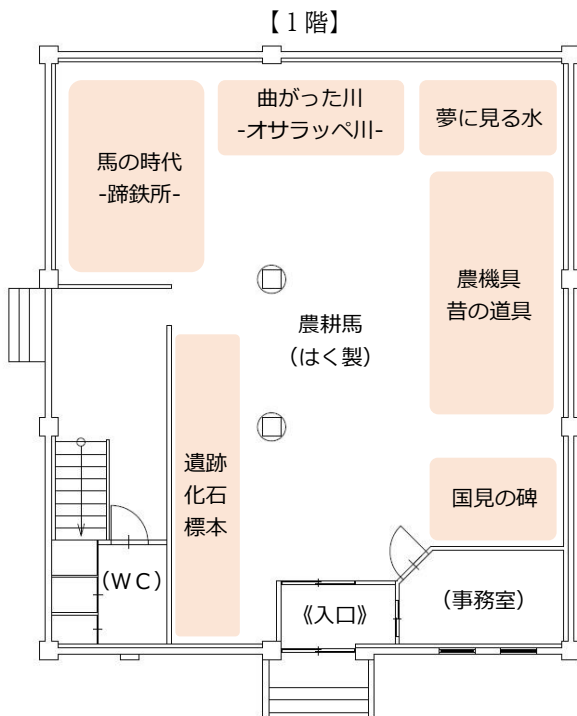 【１階】
曲がった川
-オサラッペ川-
夢に見る水
馬の時代
-蹄鉄所-
農機具
昔の道具
農耕馬
（はく製）
遺跡
化石
標本
国見の碑
（ＷＣ）
《入口》
（事務室）